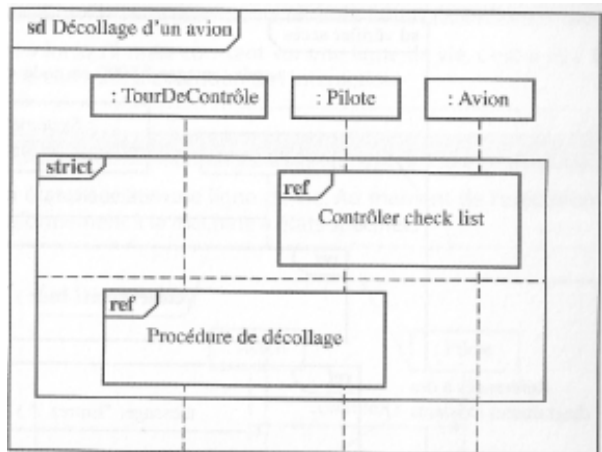 sd Décollage d'un avion
: TourDeContrôle
: Pilote
: Avion
strict
ref
Contrôler check list
ref
Procédure de décollage